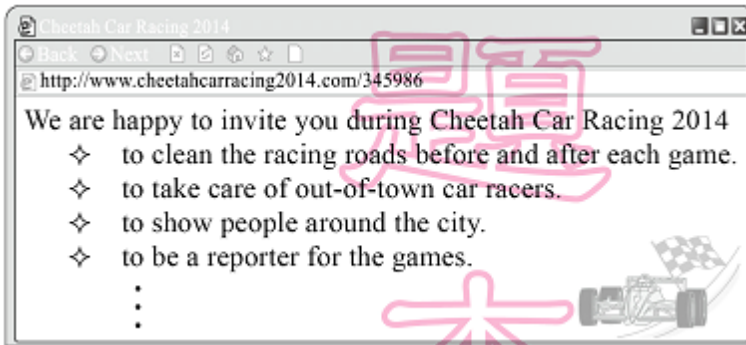 Cheetah Car Racing 2014
Back Next
http://www.cheetahcarracing2014.com/345986
We are happy to invite you during Cheetah Car Racing 2014
✧ to clean the racing roads before and after each game.
✧ to take care of out-of-town car racers.
✧ to show people around the city.
✧ to be a reporter for the games.
⋮
題